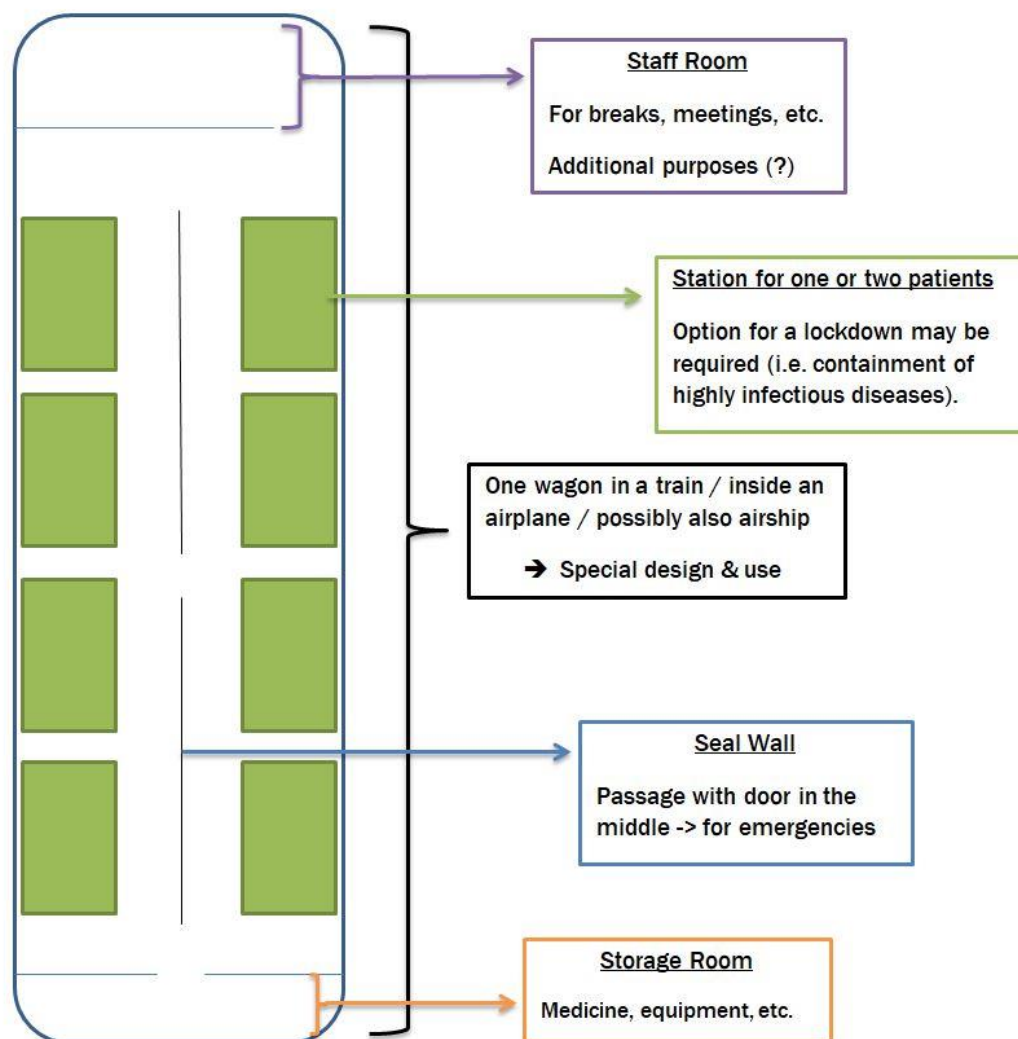 Staff Room
For breaks, meetings, etc.
Additional purposes (?)
Station for one or two patients
Option for a lockdown may be
required (i.e. containment of
highly infectious diseases).
One wagon in a train / inside an
airplane / possibly also airship
➔ Special design & use
Seal Wall
Passage with door in the
middle -> for emergencies
Storage Room
Medicine, equipment, etc.